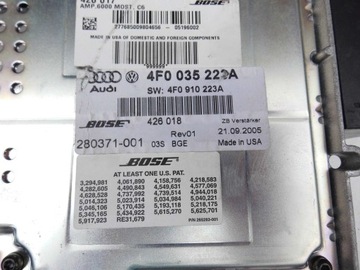 426 017
AMP.6000 MOST, C6
MADE IN USA OF DOMESTIC AND FOREIGN COMPONENTS
BOSE
Audi
4F0 035 223A
SW: 4F0 910 223A
BOSE
426 018
ZB Verstärker
Rev01
21.09.2005
280371-001
03S BGE
Made in USA
BOSE
AT LEAST ONE U.S. PAT.
3,294,981 4,061,890 4,158,756 4,218,583
4,282,605 4,490,843 4,549,631 4,577,069
4,628,528 4,737,992 4,739,514 4,944,018
5,014,323 5,023,914 5,034,984 5,040,221
5,046,106 5,170,435 5,193,118 5,218,175
5,345,165 5,434,922 5,615,270 5,625,701
5,917,923 RE31,679